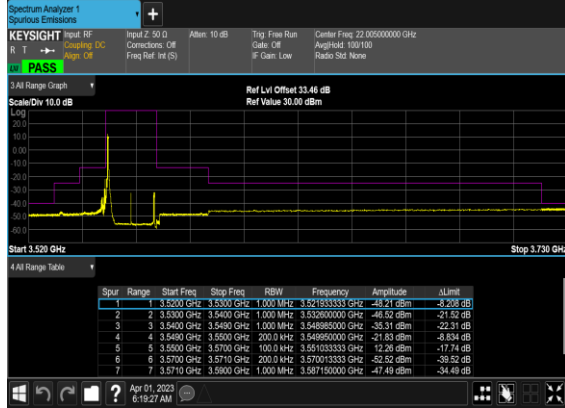 Spectrum Analyzer 1
Spurious Emissions
KEYSIGHT Input: RF Input Z: 50 Ω Atten: 10 dB Trig: Free Run Center Freq: 22.005000000 GHz
R T Coupling: DC Corrections: Off Gate: Off Avg|Hold: 100/100
Align: Off Freq Ref: Int (S) IF Gain: Low Radio Std: None
PASS
3 All Range Graph
Ref Lvl Offset 33.46 dB
Scale/Div 10.0 dB Ref Value 30.00 dBm
Log
20.0
10.0
0.00
-10.0
-20.0
-30.0
-40.0
-50.0
-60.0
Start 3.520 GHz Stop 3.730 GHz
4 All Range Table
Spur Range Start Freq Stop Freq RBW Frequency Amplitude ΔLimit
1 1 3.5200 GHz 3.5300 GHz 1.000 MHz 3.521933333 GHz -48.21 dBm -8.208 dB
2 2 3.5300 GHz 3.5400 GHz 1.000 MHz 3.532600000 GHz -46.52 dBm -21.52 dB
3 3 3.5400 GHz 3.5490 GHz 1.000 MHz 3.548985000 GHz -35.31 dBm -22.31 dB
4 4 3.5490 GHz 3.5500 GHz 200.0 kHz 3.549950000 GHz -21.83 dBm -8.834 dB
5 5 3.5500 GHz 3.5700 GHz 100.0 kHz 3.551033333 GHz 12.26 dBm -17.74 dB
6 6 3.5700 GHz 3.5710 GHz 200.0 kHz 3.570013333 GHz -52.52 dBm -39.52 dB
7 7 3.5710 GHz 3.5900 GHz 1.000 MHz 3.587150000 GHz -47.49 dBm -34.49 dB
? Apr 01, 2023
6:19:27 AM